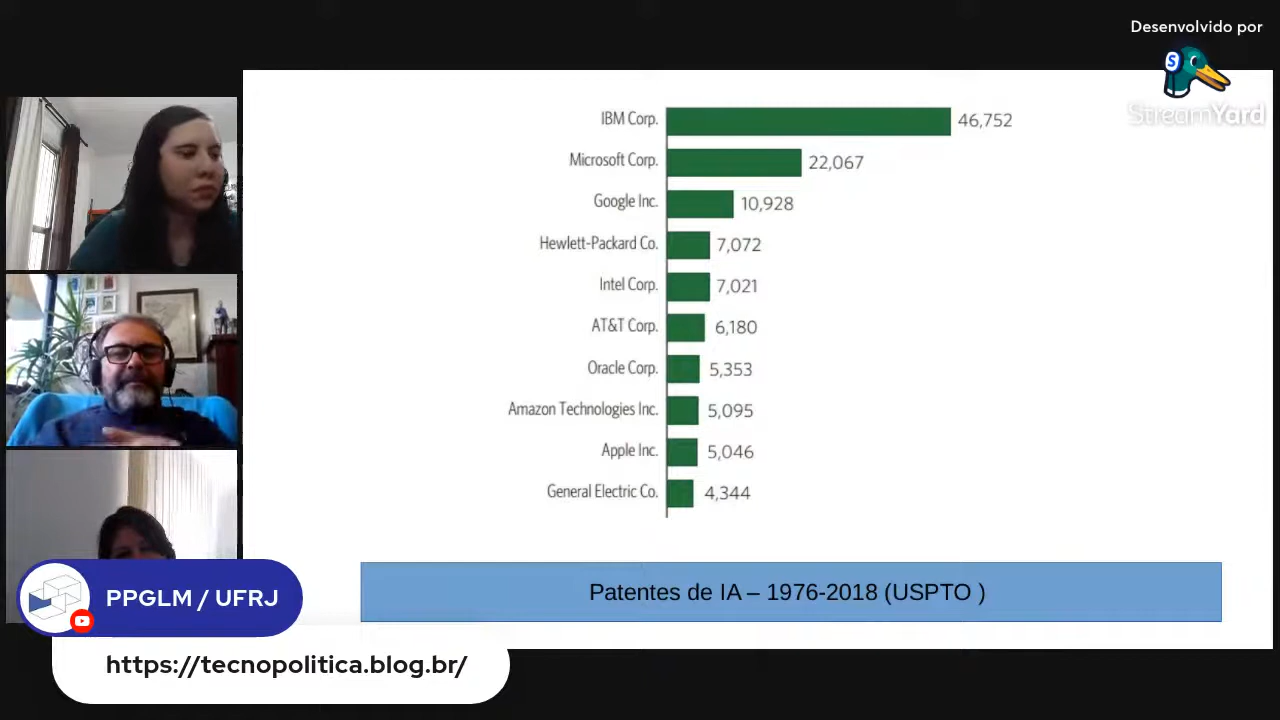 Desenvolvido por
StreamYard
IBM Corp. 46,752
Microsoft Corp. 22,067
Google Inc. 10,928
Hewlett-Packard Co. 7,072
Intel Corp. 7,021
AT&T Corp. 6,180
Oracle Corp. 5,353
Amazon Technologies Inc. 5,095
Apple Inc. 5,046
General Electric Co. 4,344
Patentes de IA – 1976-2018 (USPTO )
PPGLM / UFRJ
https://tecnopolitica.blog.br/